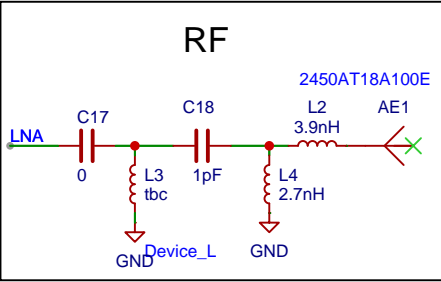 RF
2450AT18A100E
C17
C18
L2
AE1
3.9nH
LNA
0
L3
tbc
1pF
L4
2.7nH
Device_L
GND
GND